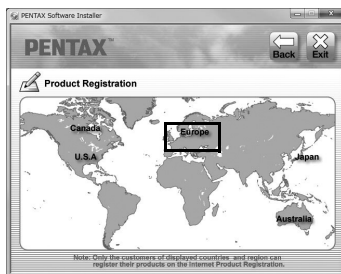 PENTAX Software Installer
PENTAX™
Back Exit
Product Registration
Canada
Europe
U.S.A
Japan
Australia
Note: Only the customers of displayed countries and region can
register their products on the Internet Product Registration.